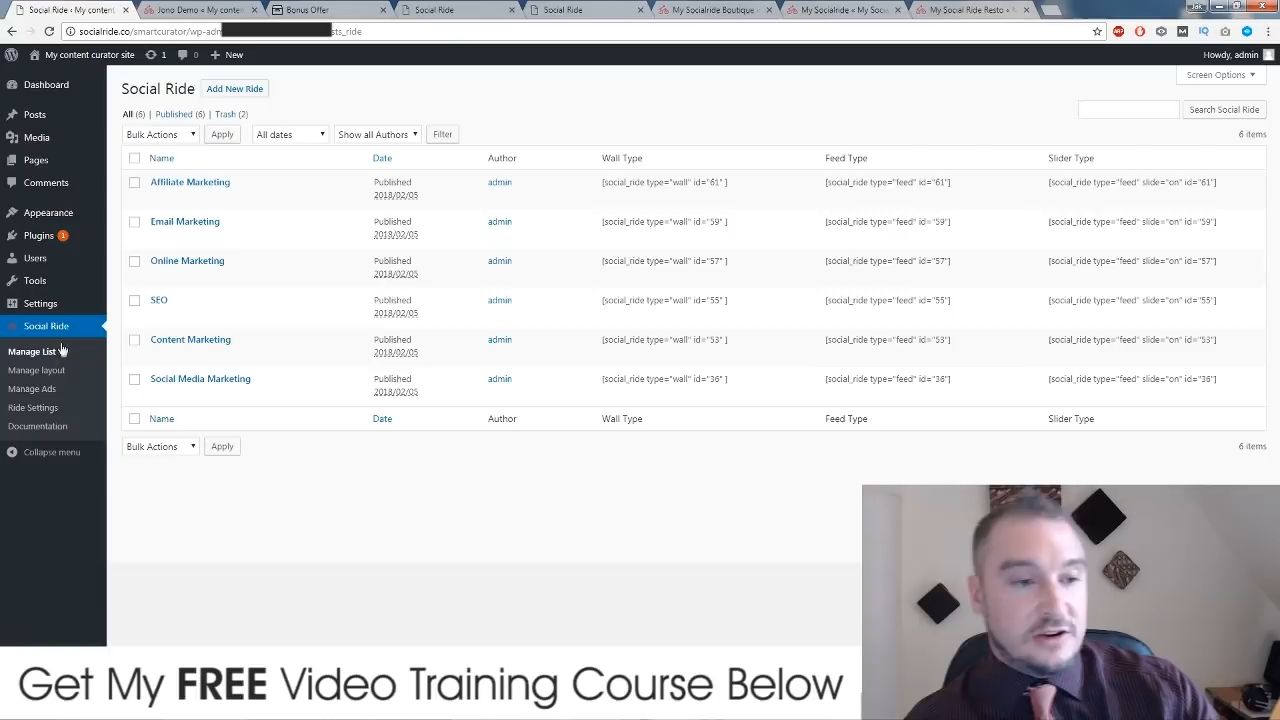 Social Ride ‹ My content c
Jono Demo « My content
Bonus Offer
Social Ride
Social Ride
My Socialride Boutique
My Socialride « My Soci
My Social Ride Resto « M
Jak
socialride.co/smartcurator/wp-adm
sts_ride
My content curator site
1
0
New
Howdy, admin
Dashboard
Posts
Media
Pages
Comments
Appearance
Plugins 1
Users
Tools
Settings
Social Ride
Manage List
Manage layout
Manage Ads
Ride Settings
Documentation
Collapse menu
Social Ride Add New Ride
Screen Options
All (6) | Published (6) | Trash (2)
Search Social Ride
Bulk Actions Apply All dates Show all Authors Filter
6 items
Name Date Author Wall Type Feed Type Slider Type
Affiliate Marketing Published admin [social_ride type="wall" id="61" ] [social_ride type="feed" id="61"] [social_ride type="feed" slide="on" id="61"]
2018/02/05
Email Marketing Published admin [social_ride type="wall" id="59" ] [social_ride type="feed" id="59"] [social_ride type="feed" slide="on" id="59"]
2018/02/05
Online Marketing Published admin [social_ride type="wall" id="57" ] [social_ride type="feed" id="57"] [social_ride type="feed" slide="on" id="57"]
2018/02/05
SEO Published admin [social_ride type="wall" id="55" ] [social_ride type="feed" id="55"] [social_ride type="feed" slide="on" id="55"]
2018/02/05
Content Marketing Published admin [social_ride type="wall" id="53" ] [social_ride type="feed" id="53"] [social_ride type="feed" slide="on" id="53"]
2018/02/05
Social Media Marketing Published admin [social_ride type="wall" id="36" ] [social_ride type="feed" id="36"] [social_ride type="feed" slide="on" id="36"]
2018/02/05
Name Date Author Wall Type Feed Type Slider Type
Bulk Actions Apply
6 items
Get My FREE Video Training Course Below